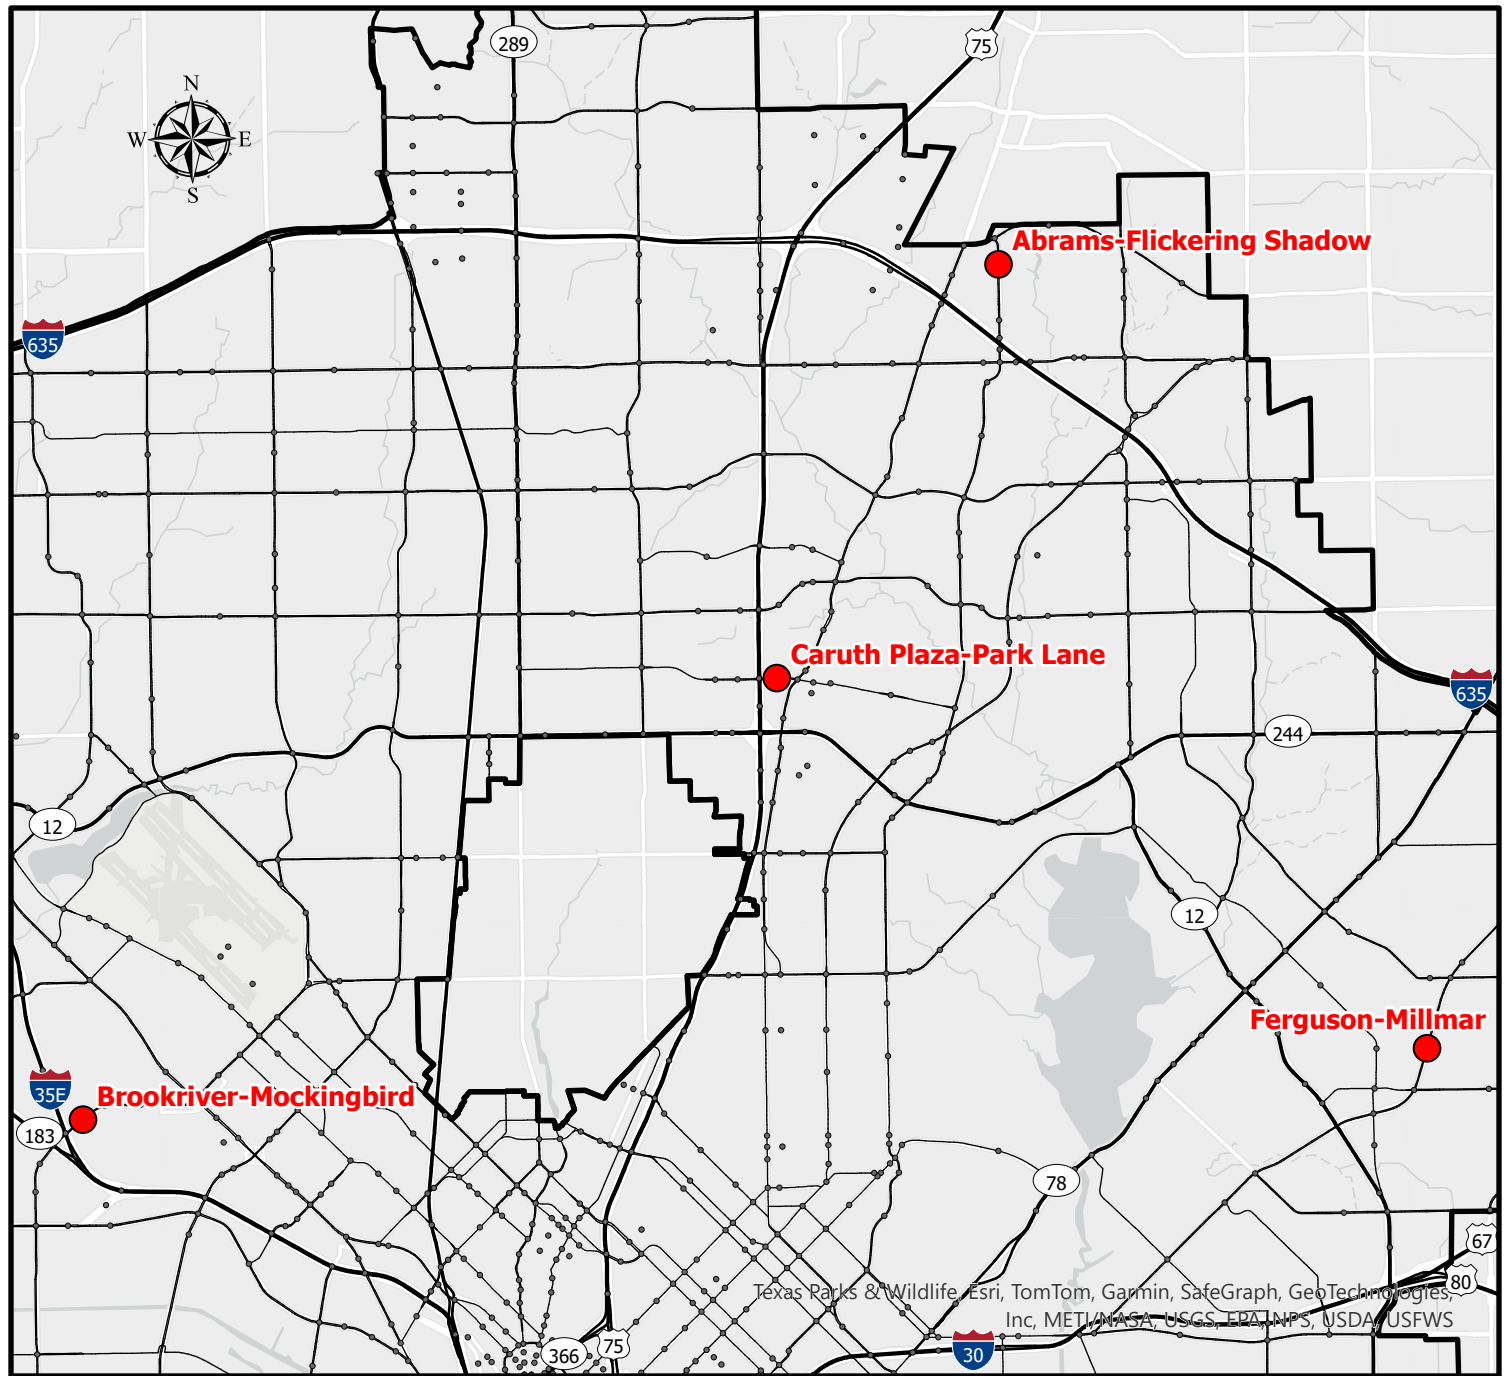 289
75
N
W
E
S
Abrams-Flickering Shadow
635
Caruth Plaza-Park Lane
635
244
12
12
Ferguson-Millmar
35E
Brookriver-Mockingbird
183
78
67
80
Texas Parks & Wildlife, Esri, TomTom, Garmin, SafeGraph, GeoTechnologies,
Inc, METI/NASA, USGS, EPA, NPS, USDA, USFWS
366
75
30